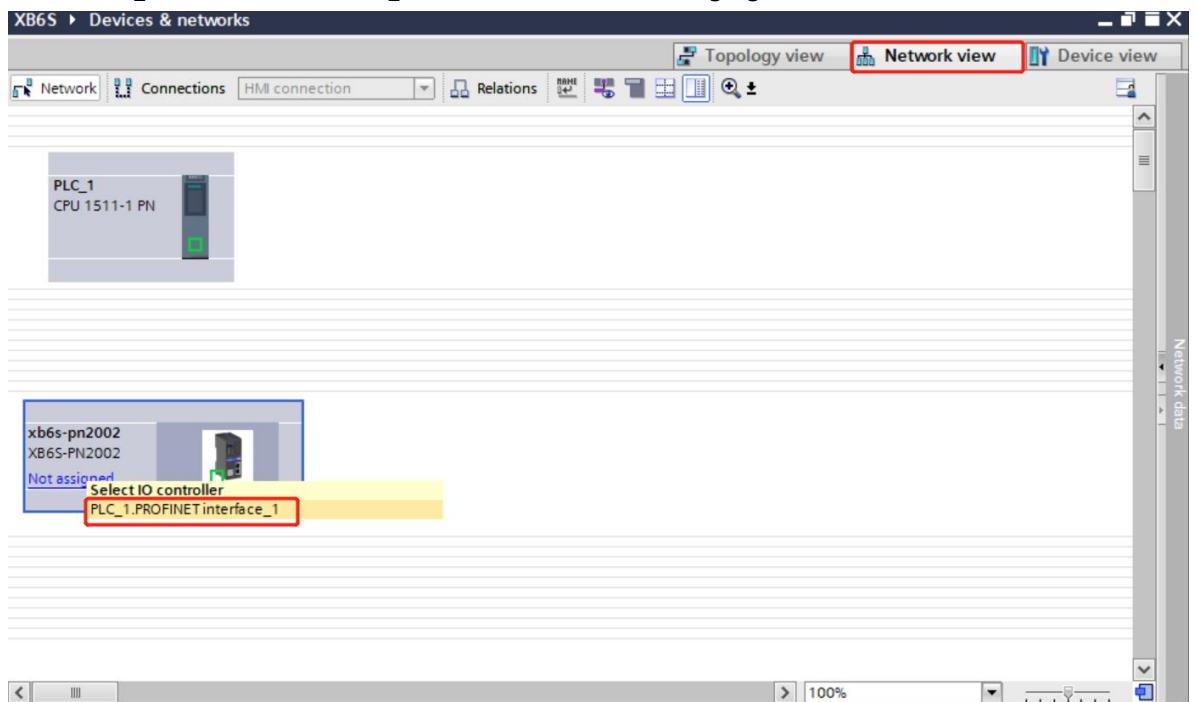 XB6S ▸ Devices & networks
Topology view
Network view
Device view
Network
Connections
HMI connection
Relations
PLC_1
CPU 1511-1 PN
xb6s-pn2002
XB6S-PN2002
Not assigned
Select IO controller
PLC_1.PROFINET interface_1
Network data
100%